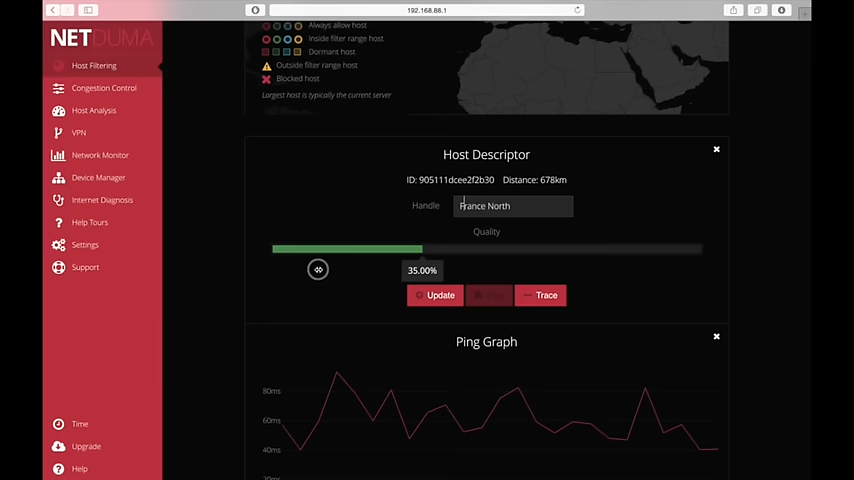 192.168.88.1
NETDUMA
Host Filtering
Congestion Control
Host Analysis
VPN
Network Monitor
Device Manager
Internet Diagnosis
Help Tours
Settings
Support
Time
Upgrade
Help
Always allow host
Inside filter range host
Dormant host
Outside filter range host
Blocked host
Largest host is typically the current server
Host Descriptor
ID: 905111dcee2f2b30 Distance: 678km
Handle France North
Quality
35.00%
Update
Trace
Ping Graph
80ms
60ms
40ms
20ms